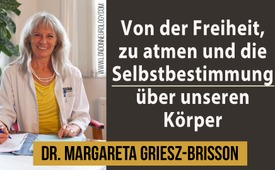 WWW.LONDONNEUROLOGY.COM
Von der Freiheit,
zu atmen und die
Selbstbestimmung
über unseren
Körper
DR. MARGARETA GRIESZ-BRISSON